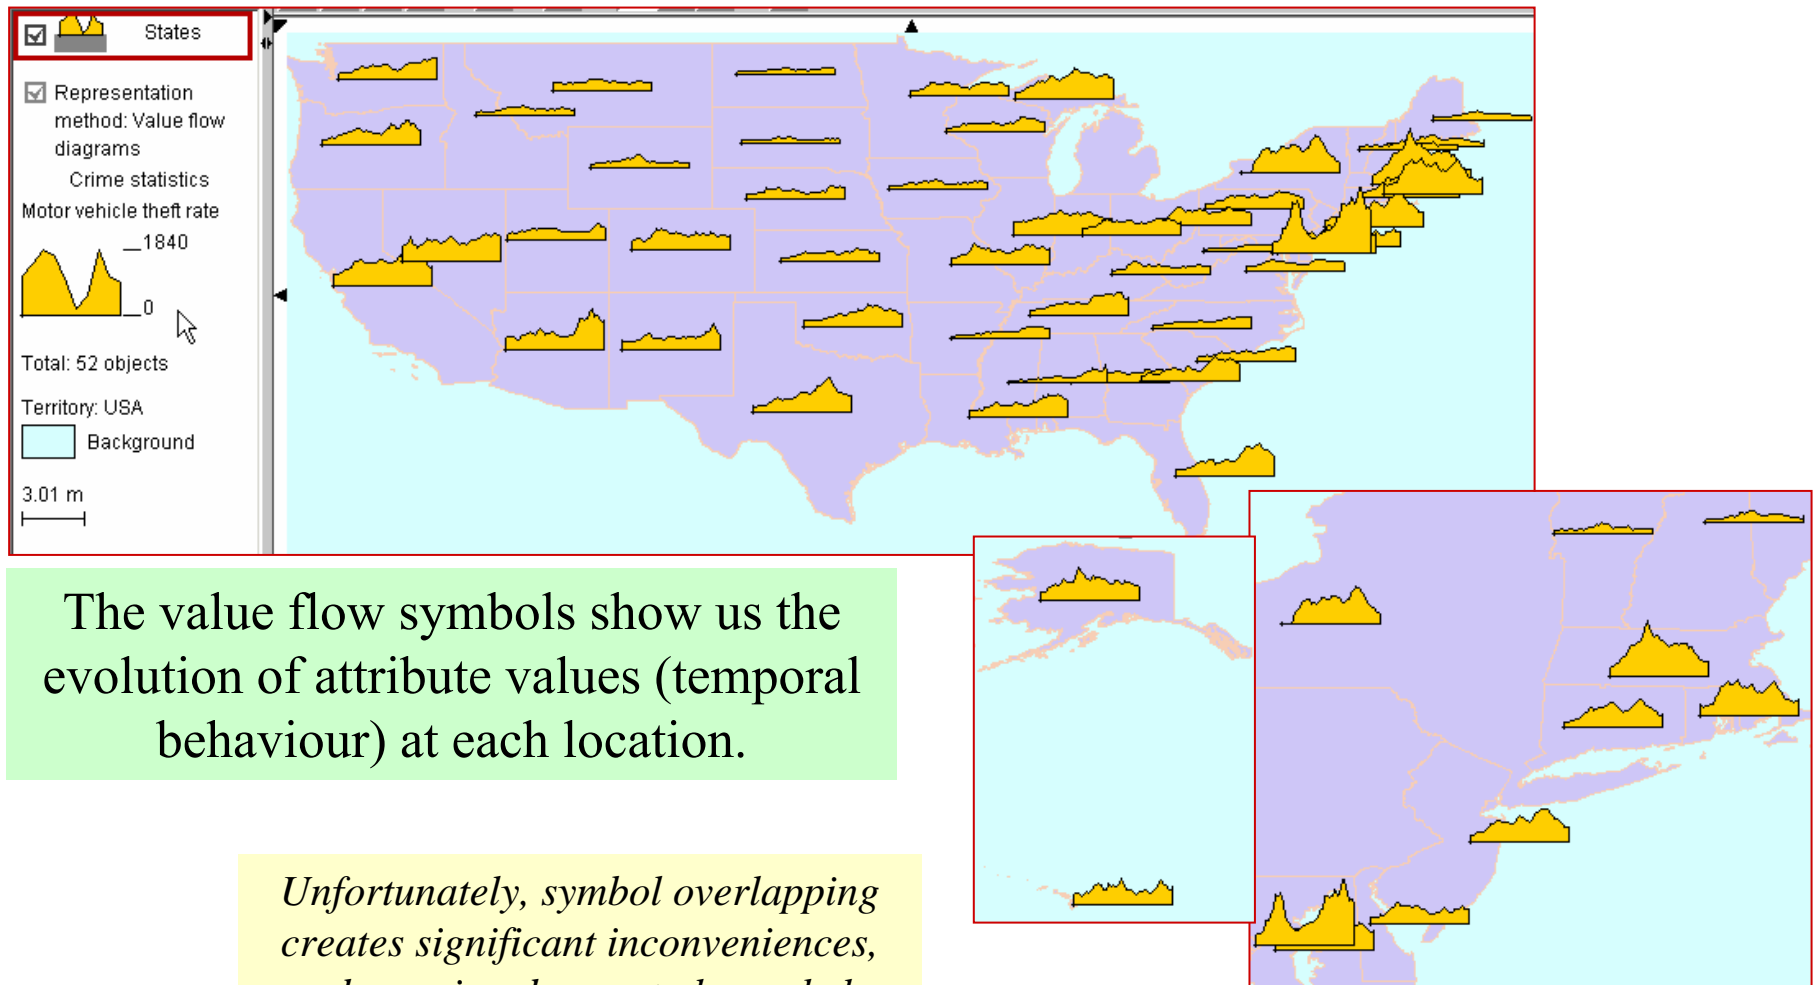 States
Representation
method: Value flow
diagrams
Crime statistics
Motor vehicle theft rate
1840
0
Total: 52 objects
Territory: USA
Background
3.01 m
The value flow symbols show us the
evolution of attribute values (temporal
behaviour) at each location.
Unfortunately, symbol overlapping
creates significant inconveniences,